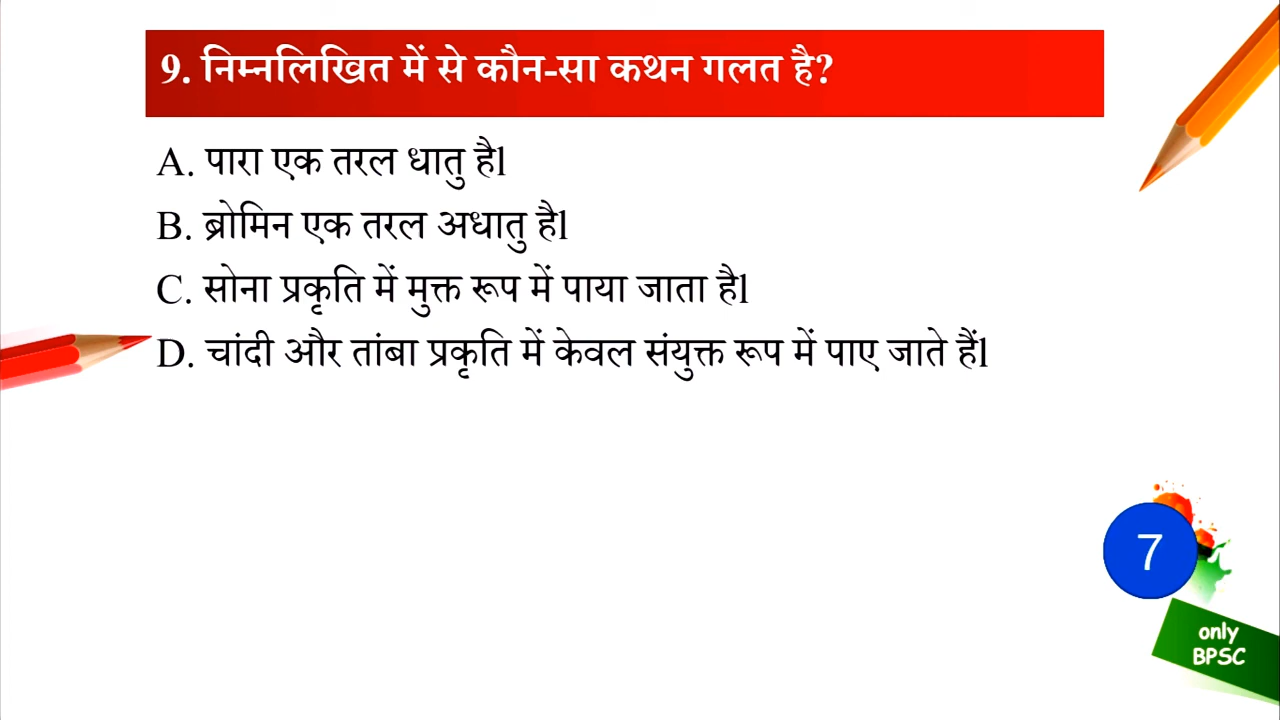 9. निम्नलिखित में से कौन-सा कथन गलत है?
A. पारा एक तरल धातु हैl
B. ब्रोमिन एक तरल अधातु हैl
C. सोना प्रकृति में मुक्त रूप में पाया जाता हैl
D. चांदी और तांबा प्रकृति में केवल संयुक्त रूप में पाए जाते हैंl
7
only
BPSC